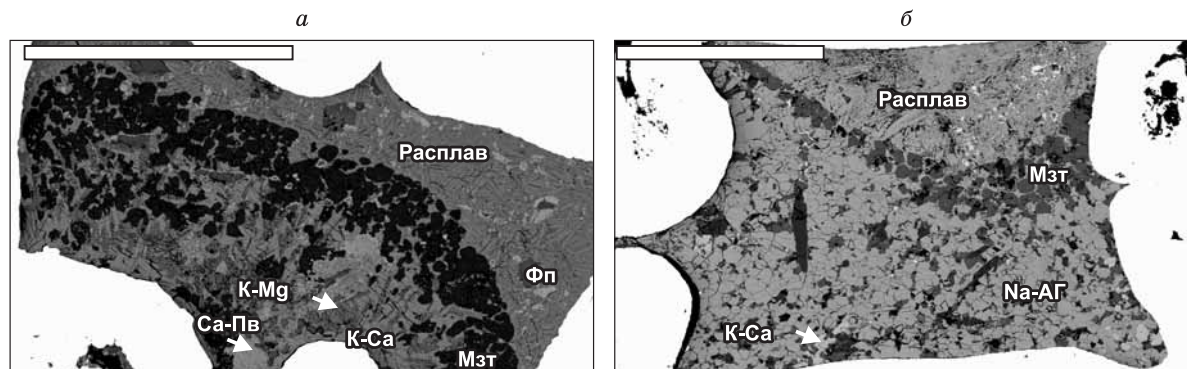 а
б
Расплав
Фп
К-Mg
Са-Пв
К-Са
Мзт
Расплав
Мзт
Na-АГ
К-Са